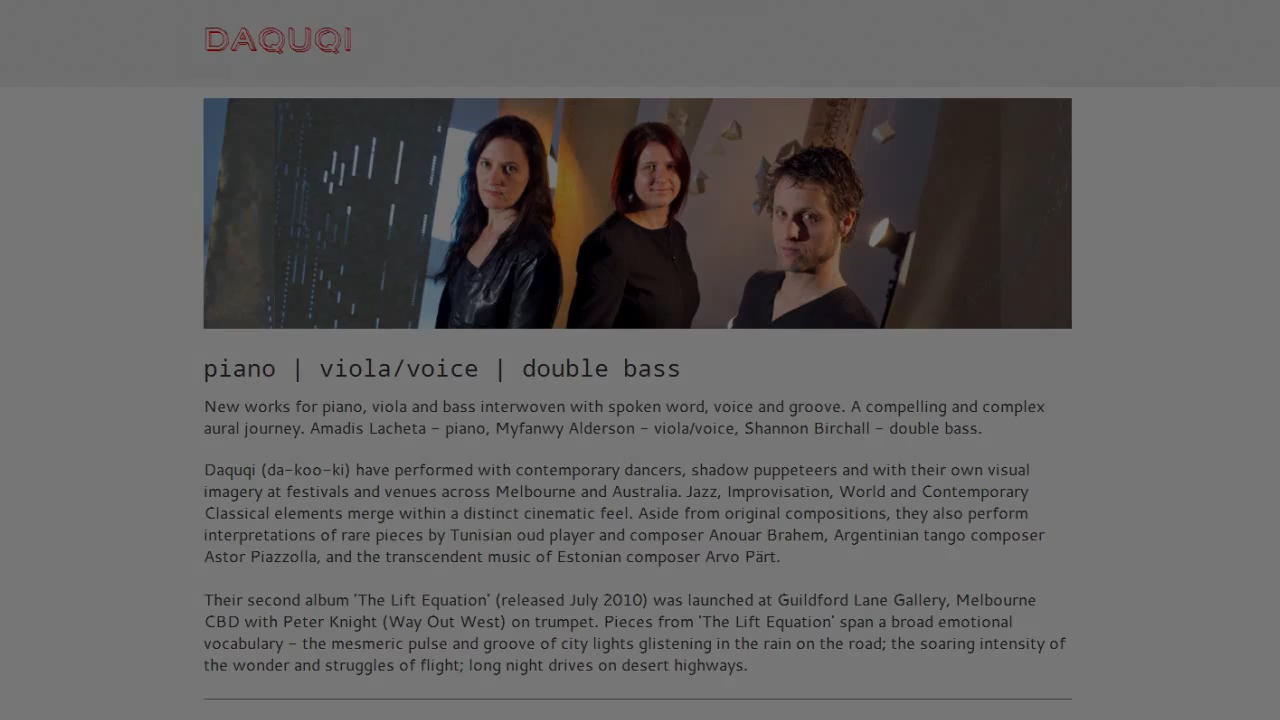 DAQUQI
piano | viola/voice | double bass
New works for piano, viola and bass interwoven with spoken word, voice and groove. A compelling and complex
aural journey. Amadis Lacheta - piano, Myfanwy Alderson - viola/voice, Shannon Birchall - double bass.
Daquqi (da-koo-ki) have performed with contemporary dancers, shadow puppeteers and with their own visual
imagery at festivals and venues across Melbourne and Australia. Jazz, Improvisation, World and Contemporary
Classical elements merge within a distinct cinematic feel. Aside from original compositions, they also perform
interpretations of rare pieces by Tunisian oud player and composer Anouar Brahem, Argentinian tango composer
Astor Piazzolla, and the transcendent music of Estonian composer Arvo Pärt.
Their second album 'The Lift Equation' (released July 2010) was launched at Guildford Lane Gallery, Melbourne
CBD with Peter Knight (Way Out West) on trumpet. Pieces from 'The Lift Equation' span a broad emotional
vocabulary - the mesmeric pulse and groove of city lights glistening in the rain on the road; the soaring intensity of
the wonder and struggles of flight; long night drives on desert highways.